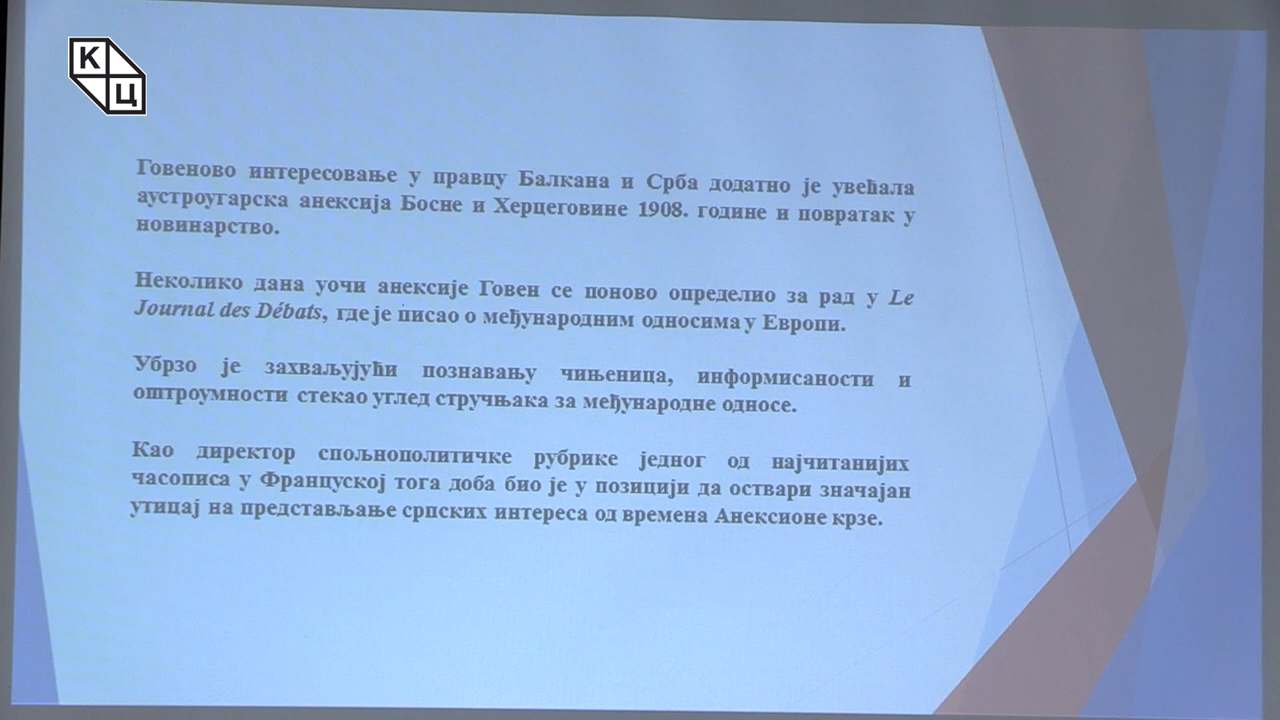 К
Ц
Говеново интересовање у правцу Балкана и Срба додатно је увећала
аустроугарска анексија Босне и Херцеговине 1908. године и повратак у
новинарство.
Неколико дана уочи анексије Говен се поново определио за рад у Le
Journal des Débats, где је писао о међународним односима у Европи.
Убрзо је захваљујући познавању чињеница, информисаности и
оштроумности стекао углед стручњака за међународне односе.
Као директор спољнополитичке рубрике једног од најчитанијих
часописа у Француској тога доба био је у позицији да оствари значајан
утицај на представљање српских интереса од времена Анексионе крзе.